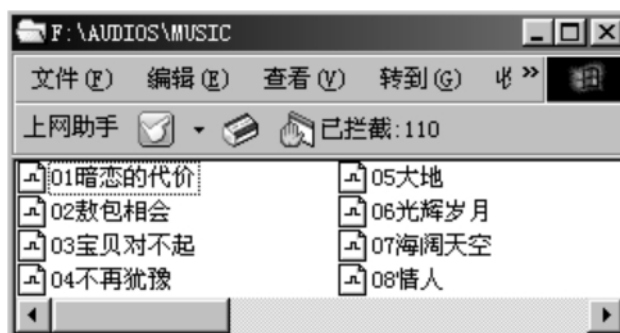 F:\AUDIOS\MUSIC
文件(F) 编辑(E) 查看(V) 转到(G) »
上网助手 已拦截:110
01暗恋的代价 05大地
02敖包相会 06光辉岁月
03宝贝对不起 07海阔天空
04不再犹豫 08情人